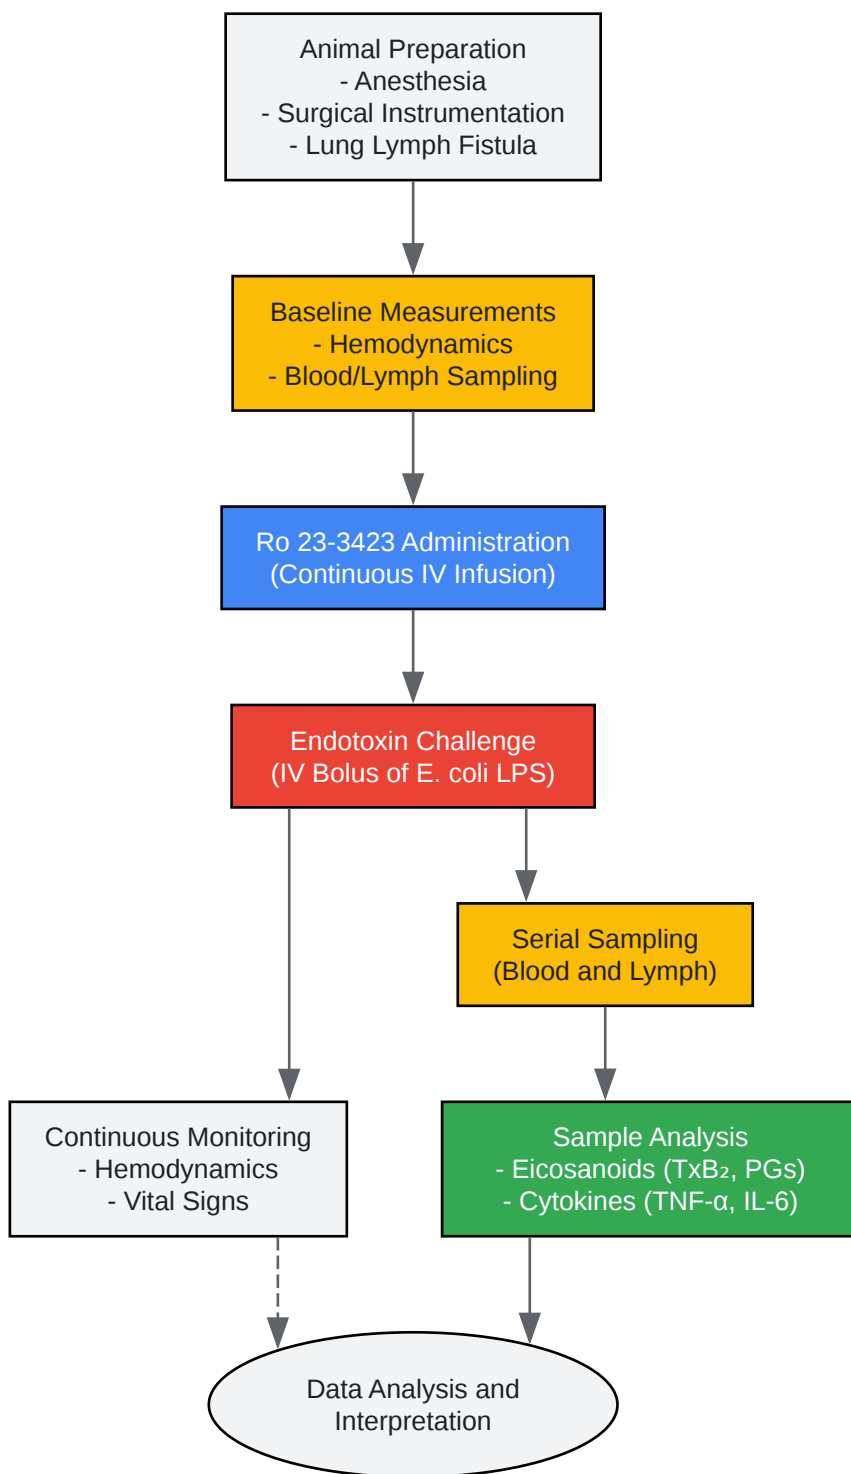 Animal Preparation
- Anesthesia
- Surgical Instrumentation
- Lung Lymph Fistula
Baseline Measurements
- Hemodynamics
- Blood/Lymph Sampling
Ro 23-3423 Administration
(Continuous IV Infusion)
Endotoxin Challenge
(IV Bolus of E. coli LPS)
Serial Sampling
(Blood and Lymph)
Continuous Monitoring
- Hemodynamics
- Vital Signs
Sample Analysis
- Eicosanoids (TxB₂, PGs)
- Cytokines (TNF-α, IL-6)
Data Analysis and
Interpretation